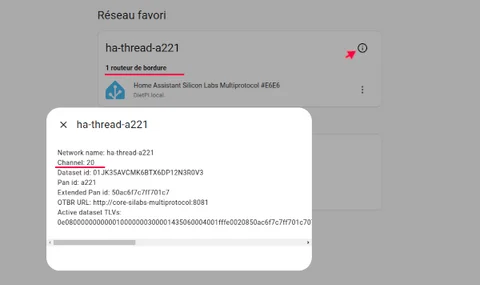 Réseau favori
ha-thread-a221
1 routeur de bordure
Home Assistant Silicon Labs Multiprotocol #E6E6
DietPi.local.
ha-thread-a221
Network name: ha-thread-a221
Channel: 20
Dataset id: 01JK35AVCMK6BTX6DP12N3R0V3
Pan id: a221
Extended Pan id: 50ac6f7c7ff701c7
OTBR URL: http://core-silabs-multiprotocol:8081
Active dataset TLVs: